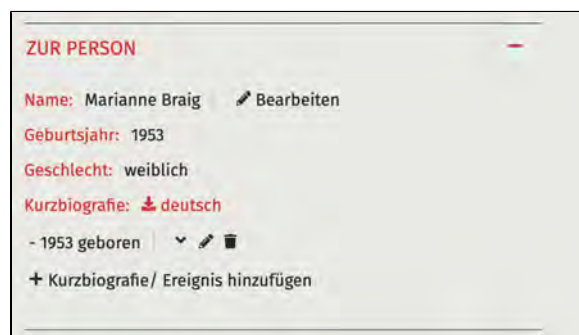 ZUR PERSON
Name: Marianne Braig Bearbeiten
Geburtsjahr: 1953
Geschlecht: weiblich
Kurzbiografie: deutsch
- 1953 geboren
+ Kurzbiografie/ Ereignis hinzufügen